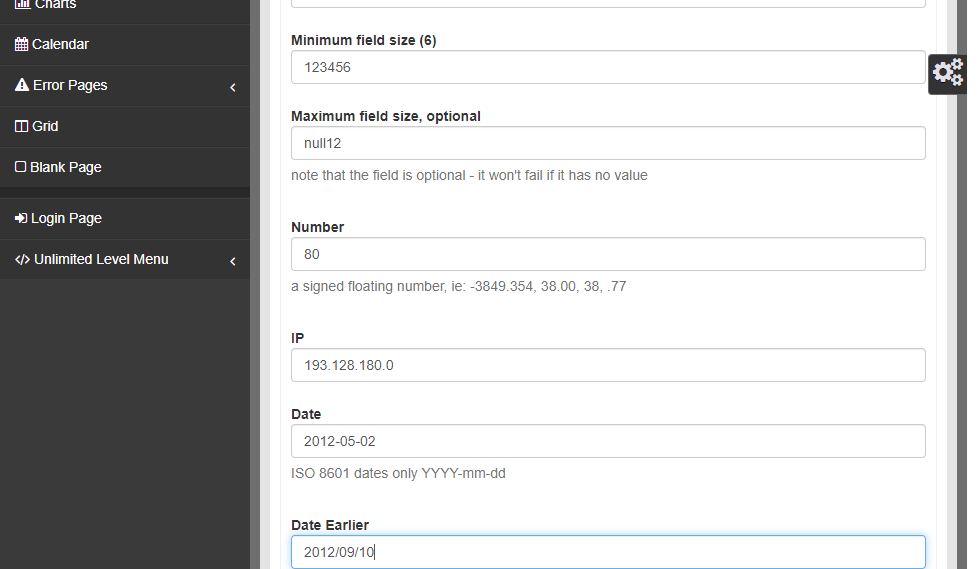 Charts
Calendar
Error Pages
Grid
Blank Page
Login Page
Unlimited Level Menu
Minimum field size (6)
123456
Maximum field size, optional
null12
note that the field is optional - it won't fail if it has no value
Number
80
a signed floating number, ie: -3849.354, 38.00, 38, .77
IP
193.128.180.0
Date
2012-05-02
ISO 8601 dates only YYYY-mm-dd
Date Earlier
2012/09/10